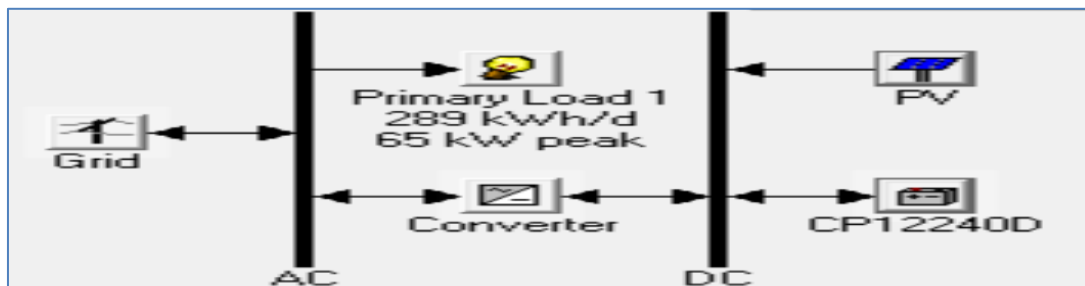 Grid
Primary Load 1
289 kWh/d
65 kW peak
Converter
PV
CP12240D
AC
DC